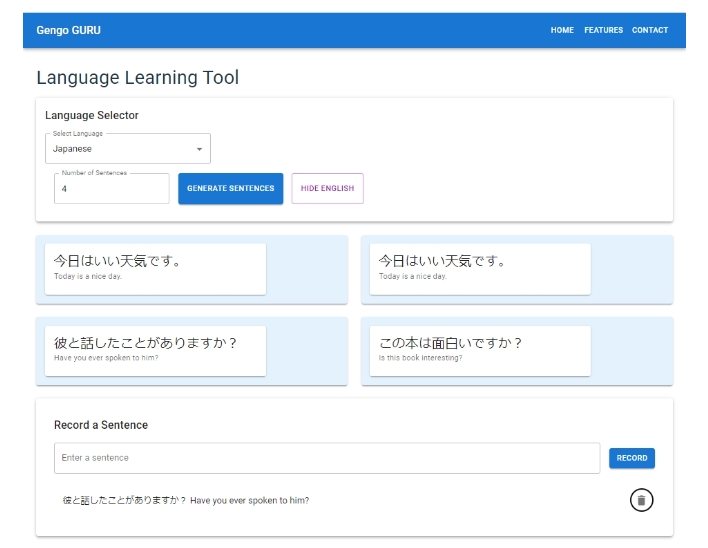 Gengo GURU
HOME FEATURES CONTACT
Language Learning Tool
Language Selector
Select Language
Japanese
Number of Sentences
4
GENERATE SENTENCES
HIDE ENGLISH
今日はいい天気です。
Today is a nice day.
今日はいい天気です。
Today is a nice day.
彼と話したことがありますか？
Have you ever spoken to him?
この本は面白いですか？
Is this book interesting?
Record a Sentence
Enter a sentence
RECORD
彼と話したことがありますか？ Have you ever spoken to him?